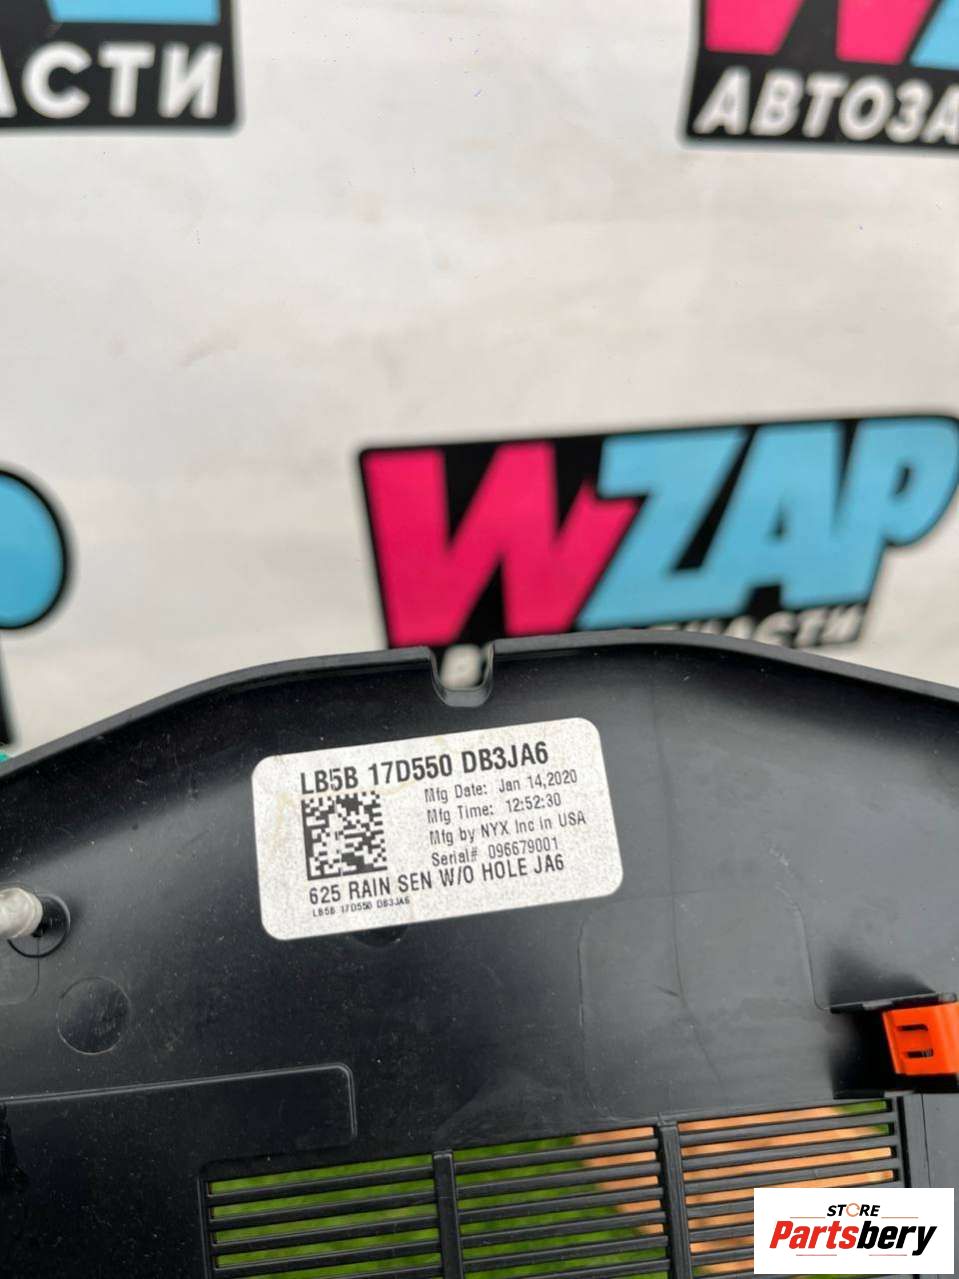 АСТИ
АВТОЗА
WZAP
АСТИ
LB5B 17D550 DB3JA6
Mfg Date: Jan 14,2020
Mfg Time: 12:52:30
Mfg by NYX Inc in USA
Serial# 096679001
625 RAIN SEN W/O HOLE JA6
LB5B 17D550 DB3JA6
STORE
Partsbery